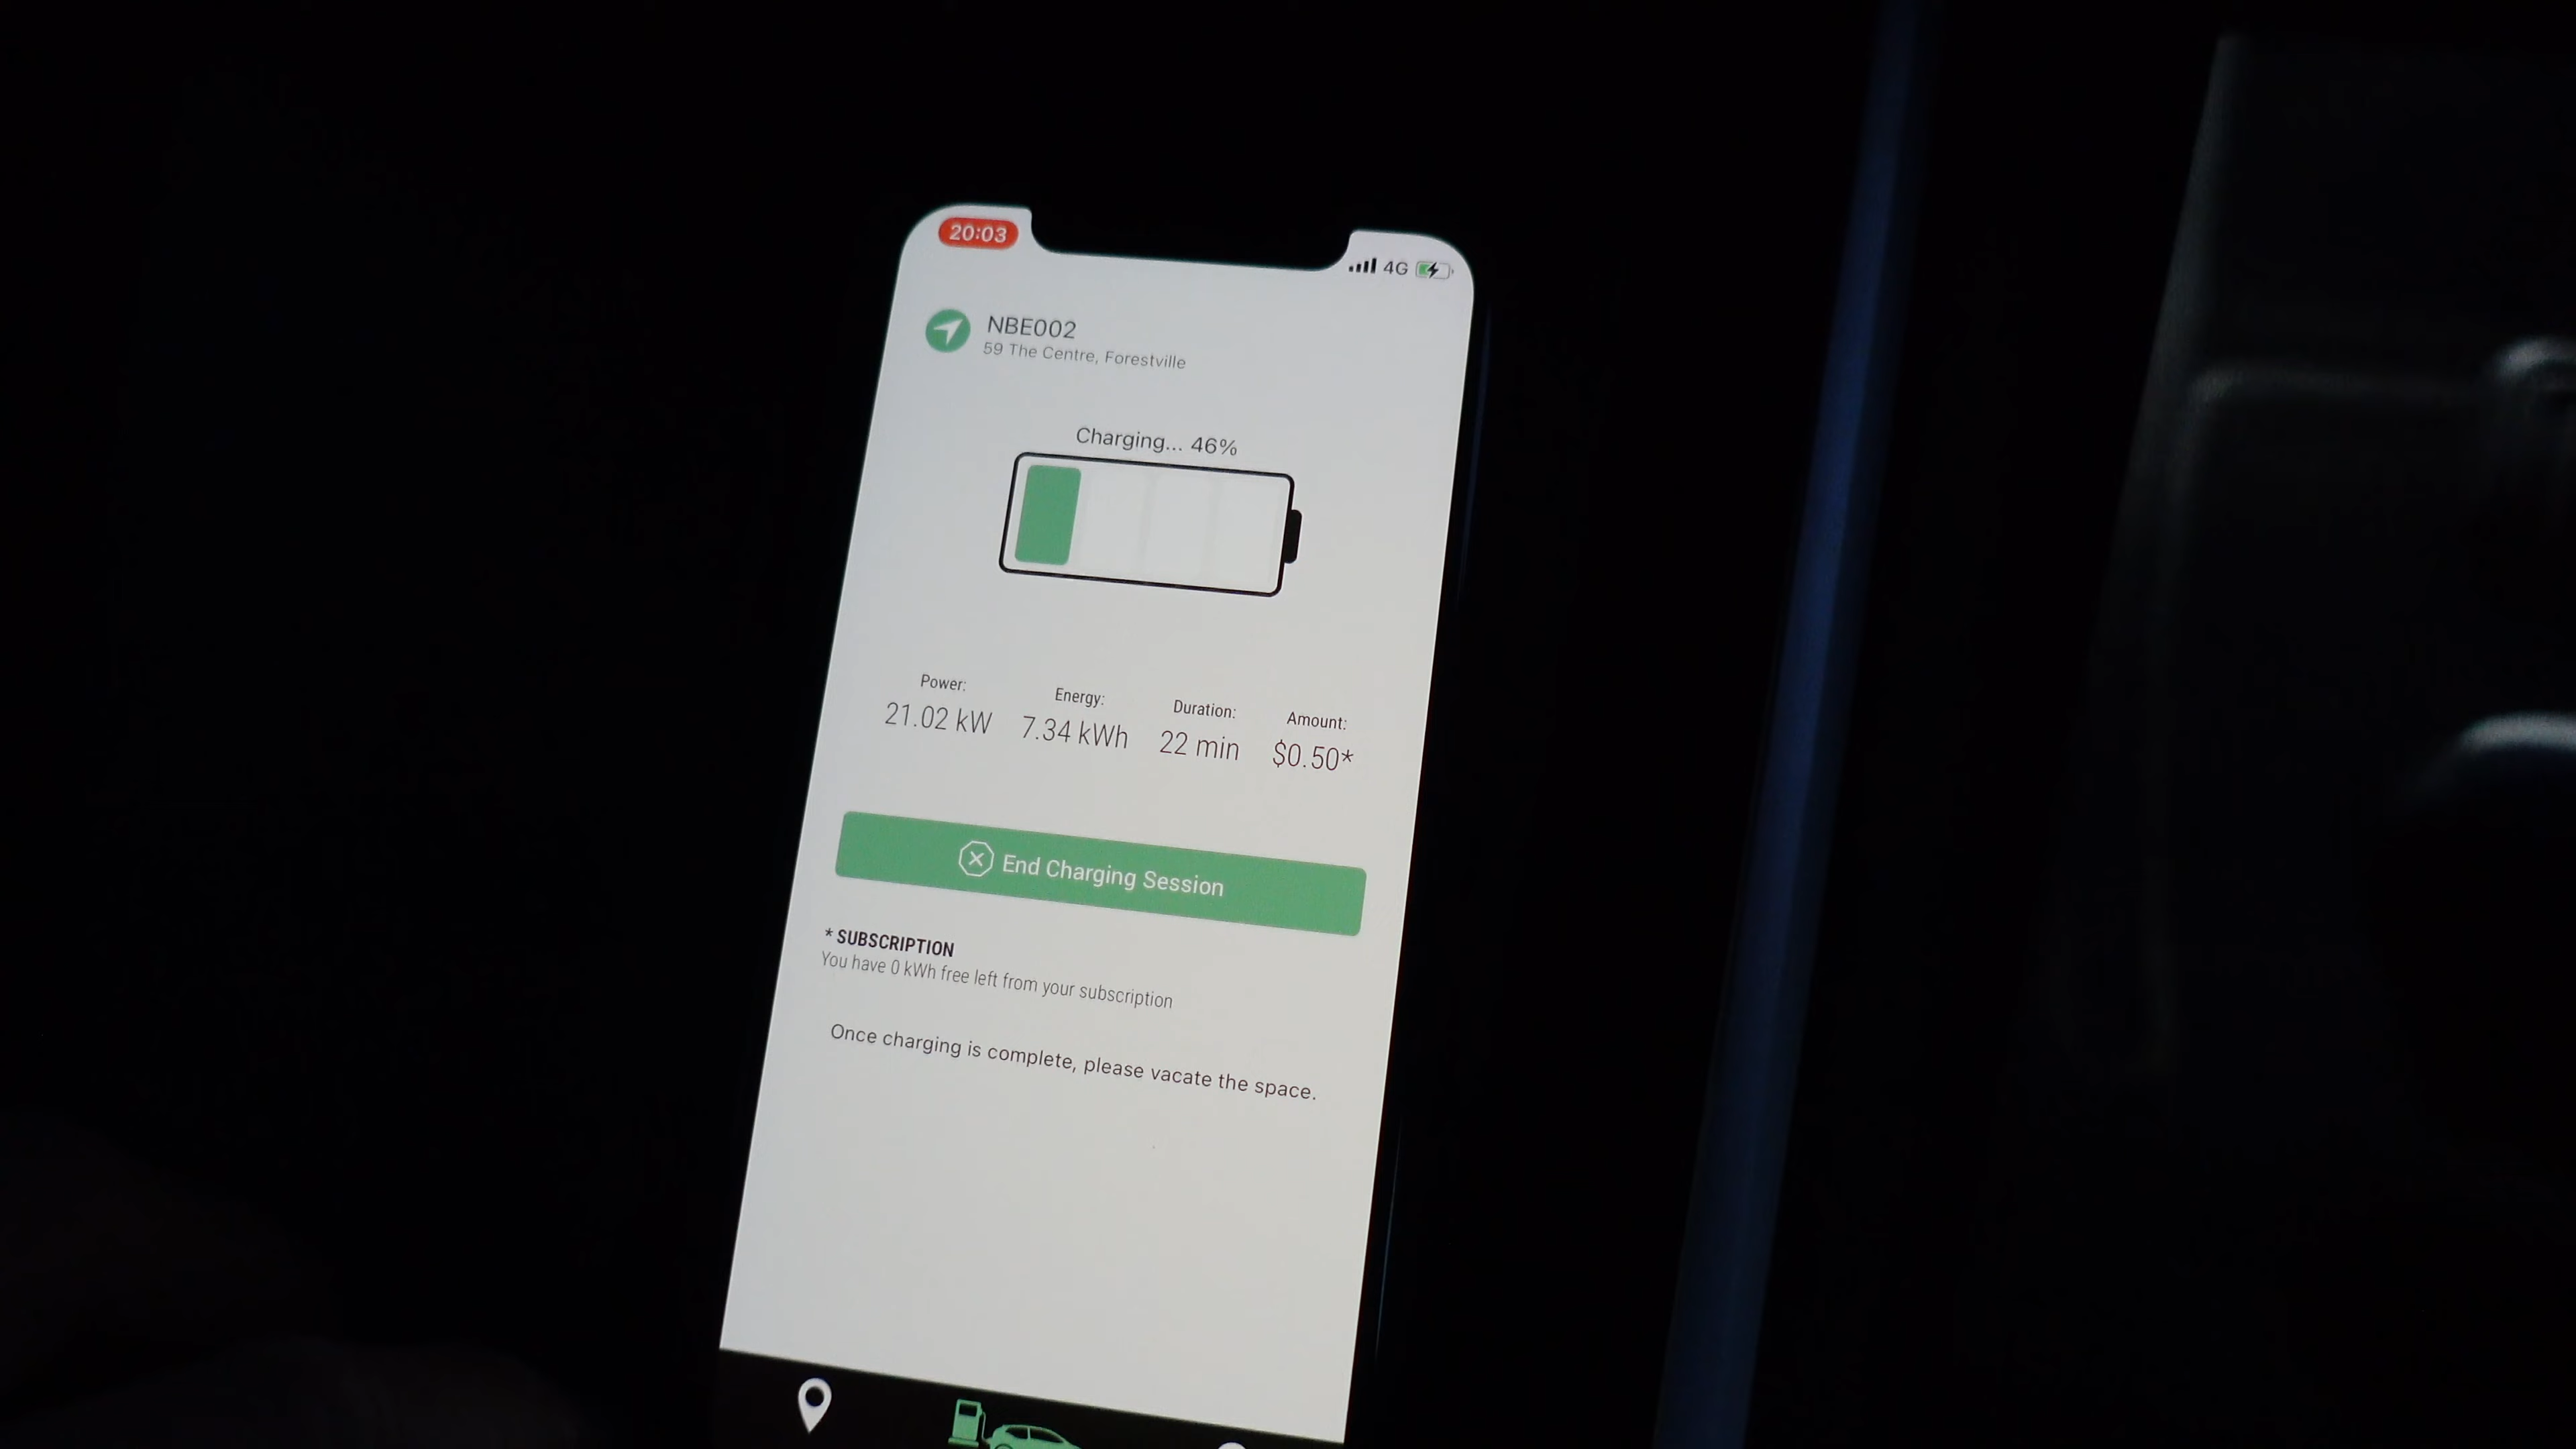 20:03
4G
NBE002
59 The Centre, Forestville
Charging... 46%
Power: Energy: Duration: Amount:
21.02 kW 7.34 kWh 22 min $0.50*
End Charging Session
* SUBSCRIPTION
You have 0 kWh free left from your subscription
Once charging is complete, please vacate the space.